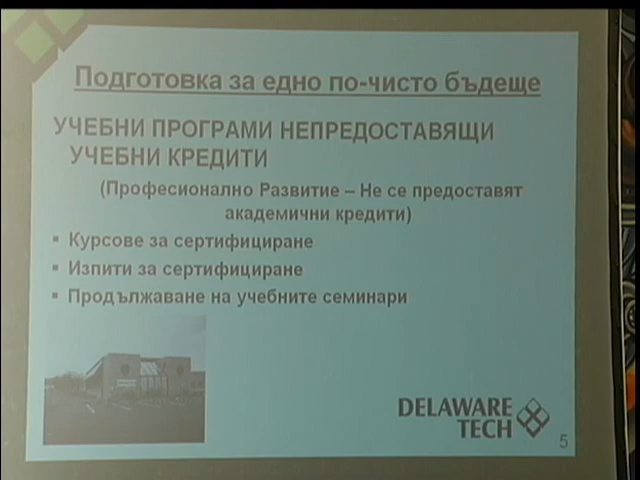 Подготовка за едно по-чисто бъдеще
УЧЕБНИ ПРОГРАМИ НЕПРЕДОСТАВЯЩИ
УЧЕБНИ КРЕДИТИ
(Професионално Развитие – Не се предоставят
академични кредити)
▪ Курсове за сертифициране
▪ Изпити за сертифициране
▪ Продължаване на учебните семинари
DELAWARE
TECH
5